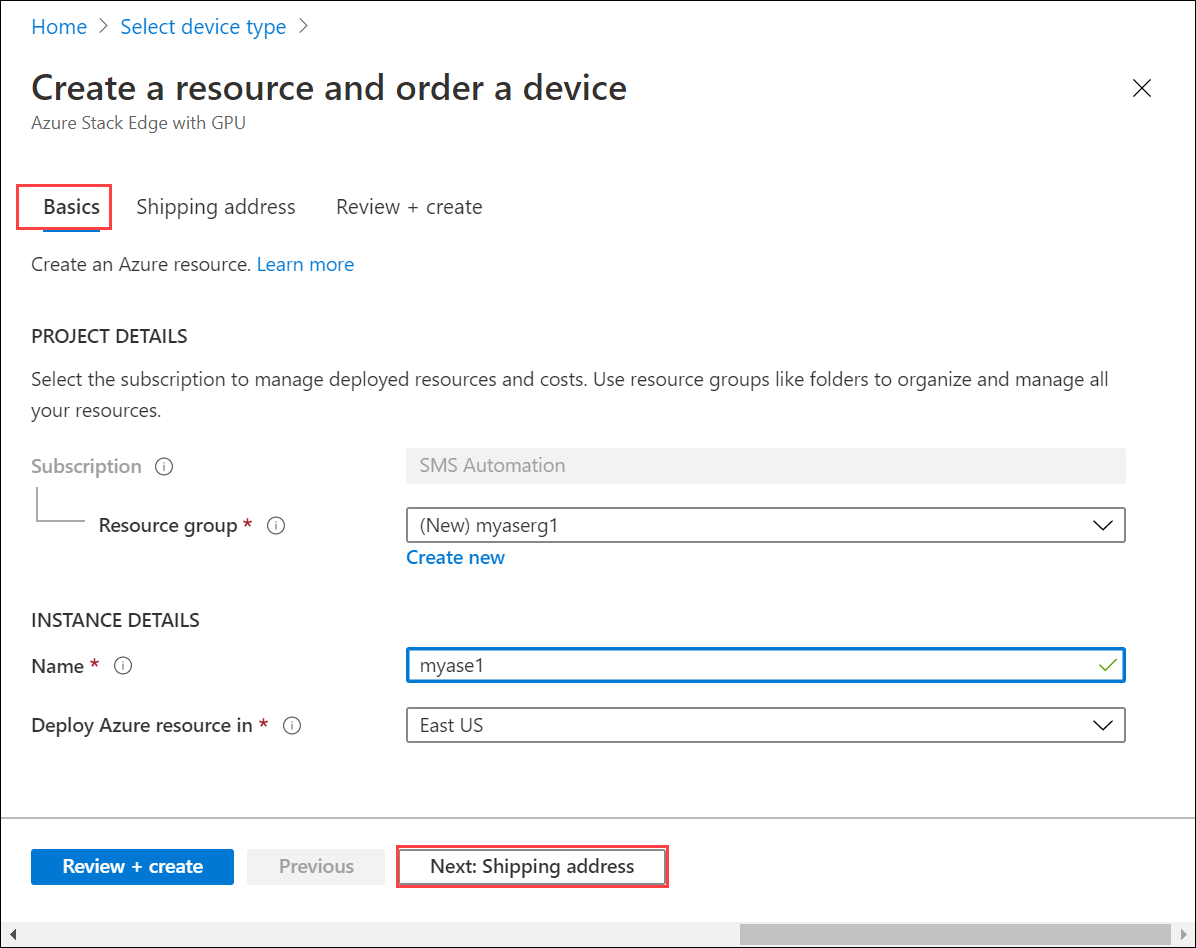 Home > Select device type >
Create a resource and order a device
Azure Stack Edge with GPU
Basics Shipping address Review + create
Create an Azure resource. Learn more
PROJECT DETAILS
Select the subscription to manage deployed resources and costs. Use resource groups like folders to organize and manage all
your resources.
Subscription SMS Automation
Resource group * (New) myaserg1
Create new
INSTANCE DETAILS
Name * myase1
Deploy Azure resource in * East US
Review + create Previous Next: Shipping address